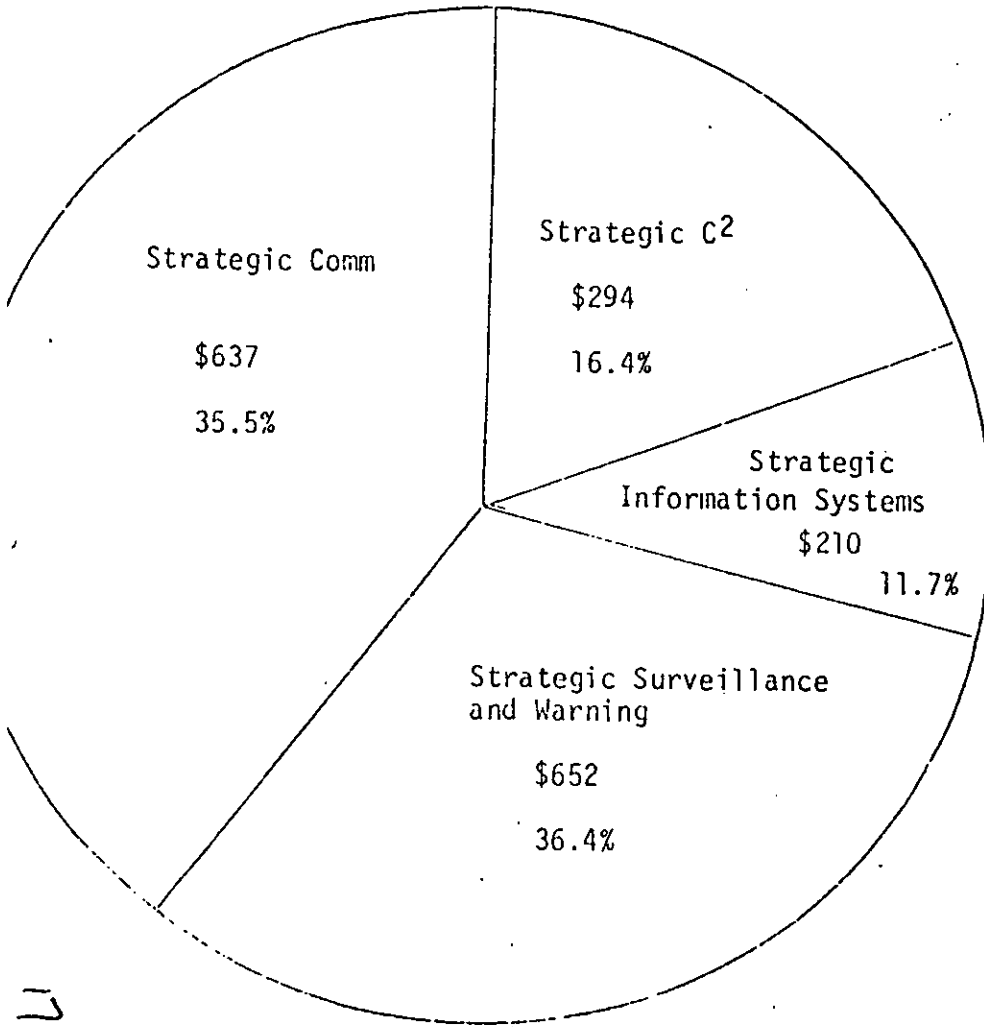 Strategic Comm
$637
35.5%
Strategic C²
$294
16.4%
Strategic
Information Systems
$210
11.7%
Strategic Surveillance
and Warning
$652
36.4%